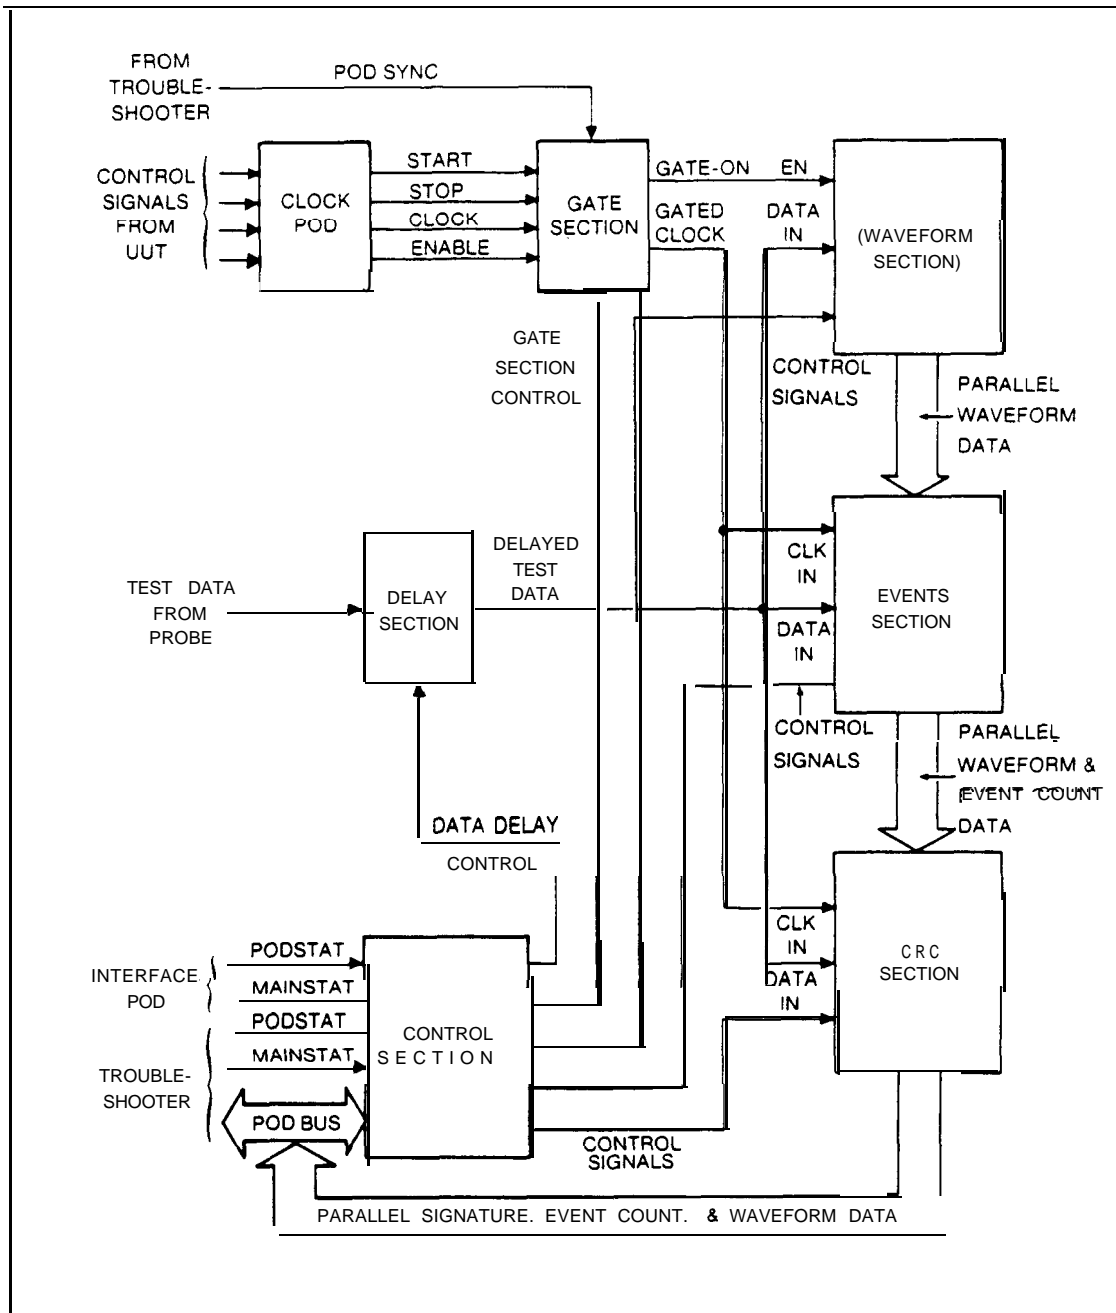 FROM
TROUBLE-
SHOOTER
POD SYNC
CONTROL
SIGNALS
FROM
UUT
CLOCK
POD
START
STOP
CLOCK
ENABLE
GATE
SECTION
GATE-ON
EN
GATED
CLOCK
DATA
IN
(WAVEFORM
SECTION)
GATE
SECTION
CONTROL
CONTROL
SIGNALS
PARALLEL
WAVEFORM
DATA
TEST DATA
FROM
PROBE
DELAY
SECTION
DELAYED
TEST
DATA
CLK
IN
DATA
IN
EVENTS
SECTION
CONTROL
SIGNALS
PARALLEL
WAVEFORM &
EVENT COUNT
DATA
DATA DELAY
CONTROL
INTERFACE
POD
PODSTAT
MAINSTAT
TROUBLE-
SHOOTER
PODSTAT
MAINSTAT
POD BUS
CONTROL
SECTION
CLK
IN
DATA
IN
CRC
SECTION
CONTROL
SIGNALS
PARALLEL SIGNATURE. EVENT COUNT. & WAVEFORM DATA